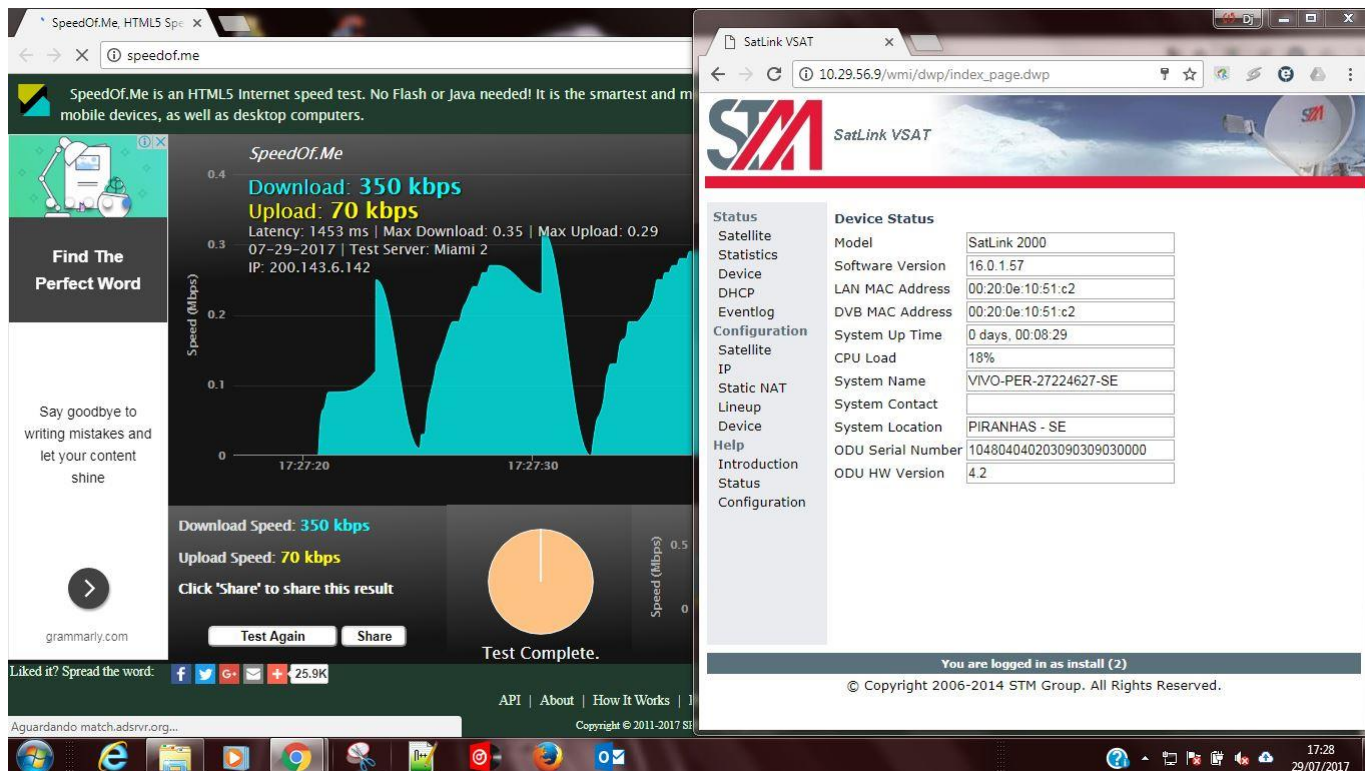 SpeedOf.Me, HTML5 Spe
speedof.me
SpeedOf.Me is an HTML5 Internet speed test. No Flash or Java needed! It is the smartest and m
mobile devices, as well as desktop computers.
Find The
Perfect Word
Say goodbye to
writing mistakes and
let your content
shine
grammarly.com
SpeedOf.Me
Download: 350 kbps
Upload: 70 kbps
Latency: 1453 ms | Max Download: 0.35 | Max Upload: 0.29
07-29-2017 | Test Server: Miami 2
IP: 200.143.6.142
Speed (Mbps)
0.4
0.3
0.2
0.1
0
17:27:20
17:27:30
Download Speed: 350 kbps
Upload Speed: 70 kbps
Click 'Share' to share this result
Test Again
Share
Test Complete.
Speed (Mbps)
0.5
0
Liked it? Spread the word:
25.9K
API | About | How It Works |
Copyright © 2011-2017
Aguardando match.adsrvr.org...
Dj
SatLink VSAT
10.29.56.9/wmi/dwp/index_page.dwp
STM
SatLink VSAT
STM
Status
Satellite
Statistics
Device
DHCP
Eventlog
Configuration
Satellite
IP
Static NAT
Lineup
Device
Help
Introduction
Status
Configuration
Device Status
Model SatLink 2000
Software Version 16.0.1.57
LAN MAC Address 00:20:0e:10:51:c2
DVB MAC Address 00:20:0e:10:51:c2
System Up Time 0 days, 00:08:29
CPU Load 18%
System Name VIVO-PER-27224627-SE
System Contact
System Location PIRANHAS - SE
ODU Serial Number 104804040203090309030000
ODU HW Version 4.2
You are logged in as install (2)
© Copyright 2006-2014 STM Group. All Rights Reserved.
17:28
29/07/2017